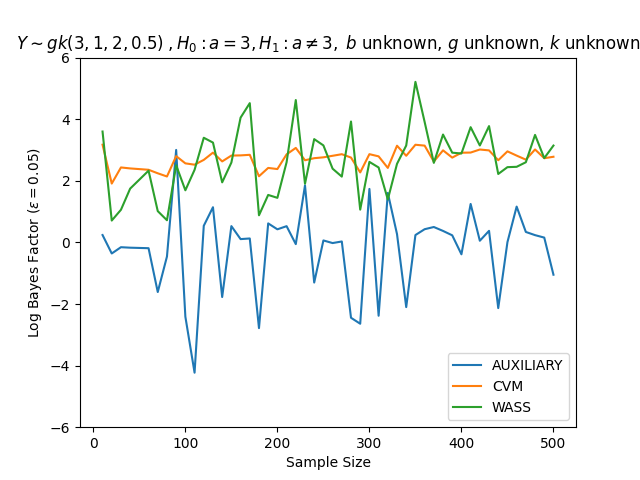 Y ∼ gk(3, 1, 2, 0.5) , H₀ : a = 3, H₁ : a ≠ 3, b unknown, g unknown, k unknown
Log Bayes Factor (ϵ = 0.05)
6
4
2
0
−2
−4
−6
AUXILIARY
CVM
WASS
0 100 200 300 400 500
Sample Size